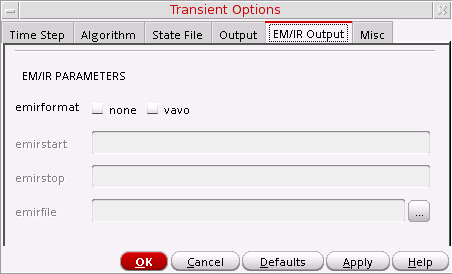 Transient Options
Time Step Algorithm State File Output EM/IR Output Misc
EM/IR PARAMETERS
emirformat none vavo
emirstart
emirstop
emirfile ...
OK Cancel Defaults Apply Help